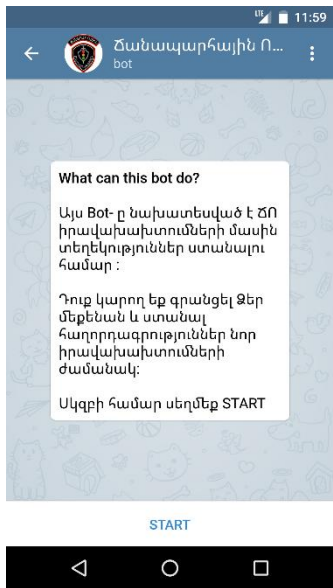 LTE 11:59
Ճանապարհային Ո...
bot
What can this bot do?
Այս Bot- ը նախատեսված է ՃՈ
իրավախախտումների մասին
տեղեկություններ ստանալու
համար :
Դուք կարող եք գրանցել Ձեր
մեքենան և ստանալ
հաղորդագրություններ նոր
իրավախախտումների
ժամանակ:
Սկզբի համար սեղմեք START
START